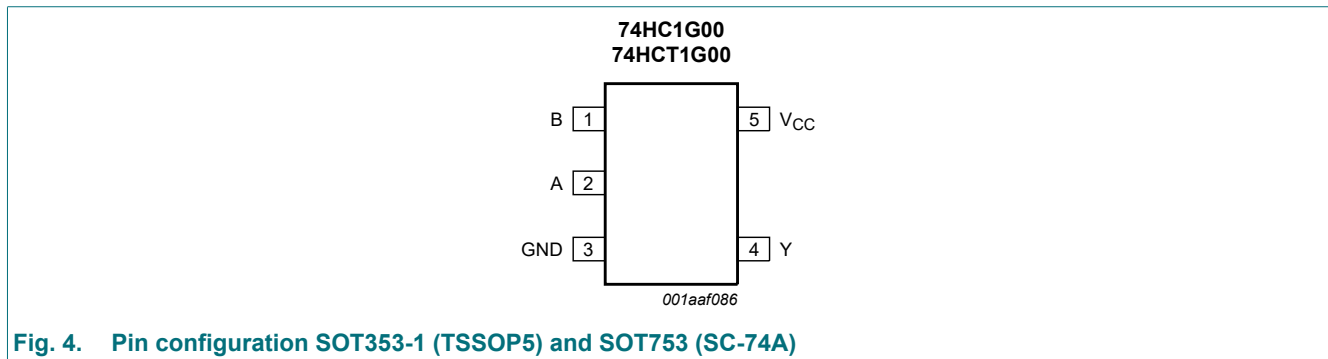 74HC1G00
74HCT1G00
B 1
5 VCC
A 2
GND 3
4 Y
001aaf086
Fig. 4. Pin configuration SOT353-1 (TSSOP5) and SOT753 (SC-74A)